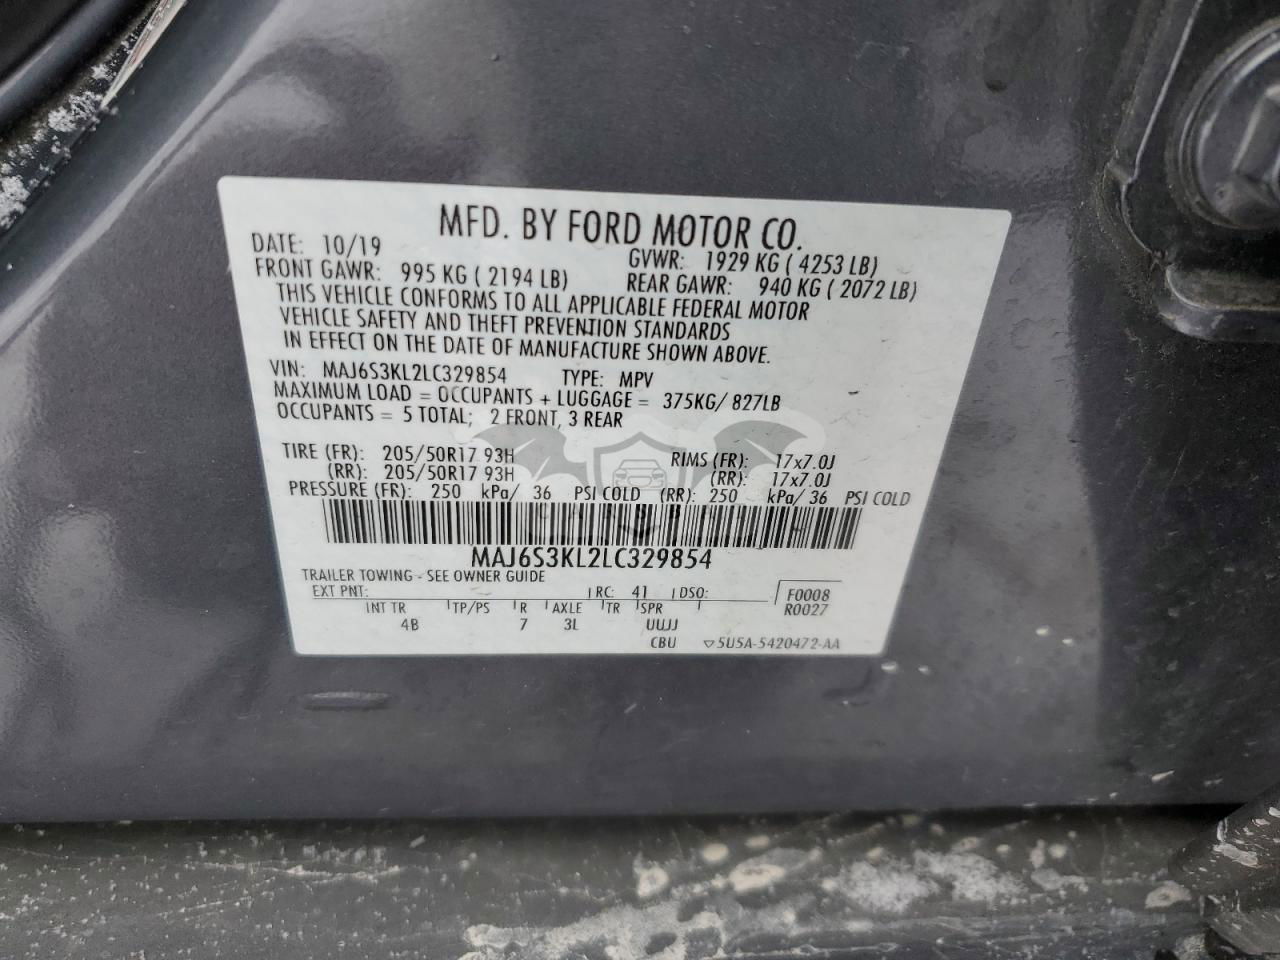 MFD. BY FORD MOTOR CO.
DATE: 10/19 GVWR: 1929 KG ( 4253 LB)
FRONT GAWR: 995 KG ( 2194 LB) REAR GAWR: 940 KG ( 2072 LB)
THIS VEHICLE CONFORMS TO ALL APPLICABLE FEDERAL MOTOR
VEHICLE SAFETY AND THEFT PREVENTION STANDARDS
IN EFFECT ON THE DATE OF MANUFACTURE SHOWN ABOVE.
VIN: MAJ6S3KL2LC329854 TYPE: MPV
MAXIMUM LOAD = OCCUPANTS + LUGGAGE = 375KG/ 827LB
OCCUPANTS = 5 TOTAL; 2 FRONT, 3 REAR
TIRE (FR): 205/50R17 93H RIMS (FR): 17x7.0J
(RR): 205/50R17 93H (RR): 17x7.0J
PRESSURE (FR): 250 kPa/ 36 PSI COLD (RR): 250 kPa/ 36 PSI COLD
MAJ6S3KL2LC329854
TRAILER TOWING - SEE OWNER GUIDE
EXT PNT: RC: 41 DSO: F0008
R0027
INT TR TP/PS R AXLE TR SPR
4B 7 3L UUJJ
CBU 5U5A-5420472-AA